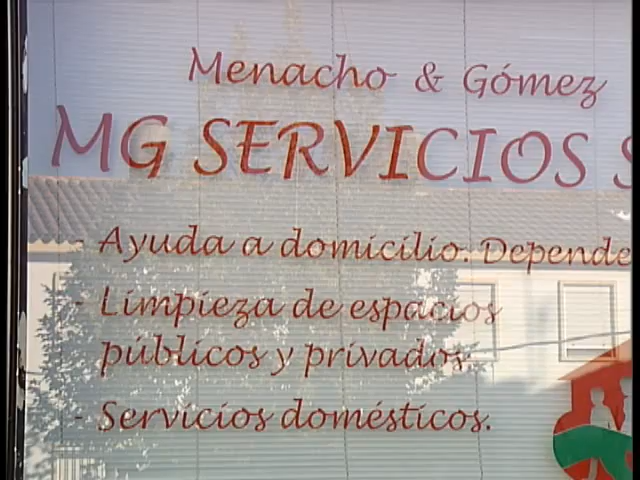 Menacho & Gómez
MG SERVICIOS S
- Ayuda a domicilio. Depende
- Limpieza de espacios
públicos y privados
- Servicios domésticos.